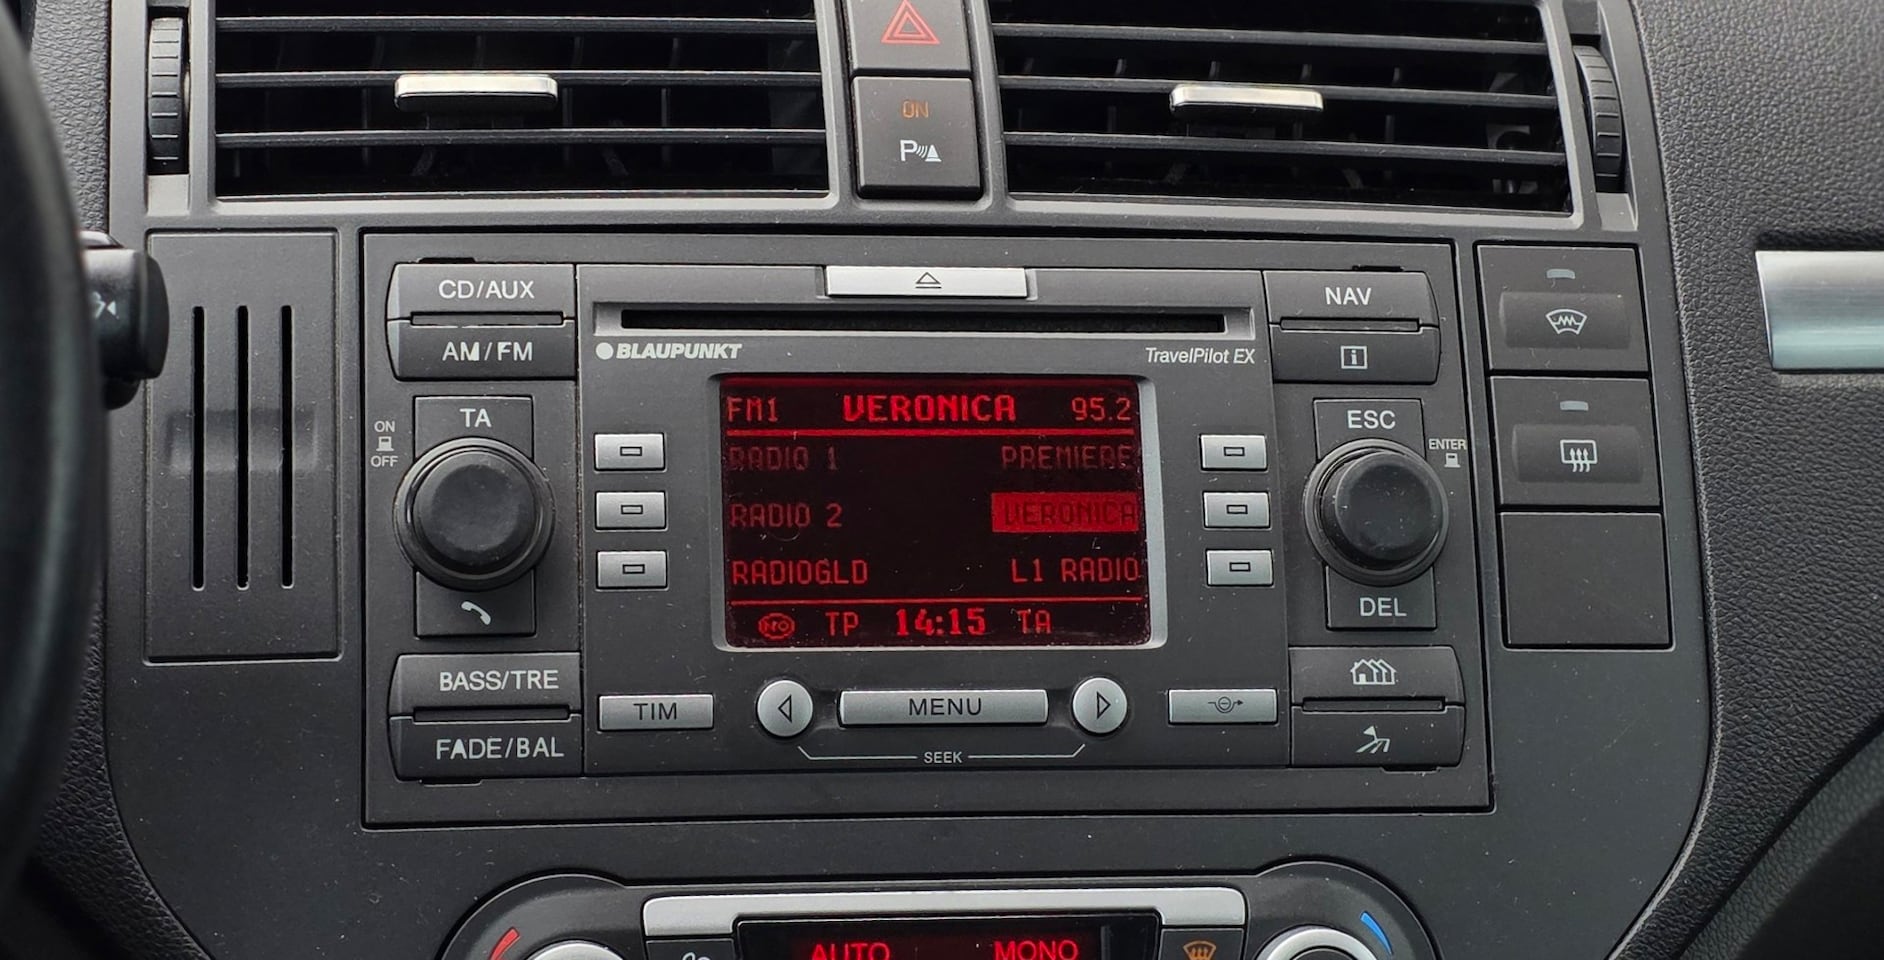 ON
P
CD/AUX
NAV
AM/FM
BLAUPUNKT
TravelPilot EX
i
FM1 VERONICA 95.2
TA
ESC
ON
OFF
ENTER
RADIO 1 PREMIERE
RADIO 2 VERONICA
RADIOGLD L1 RADIO
NO TP 14:15 TA
DEL
BASS/TRE
TIM
MENU
FADE/BAL
SEEK
AUTO MONO